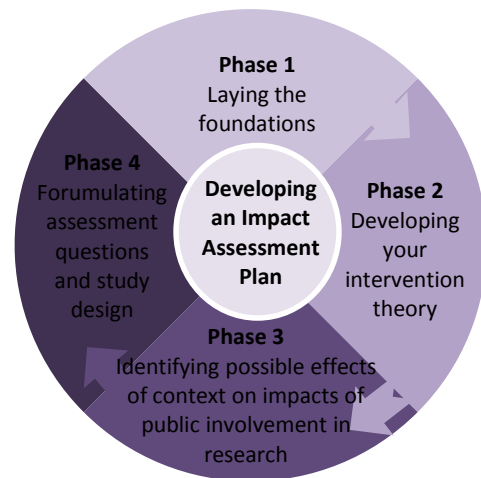 Phase 1
Laying the
foundations
Phase 2
Developing
your
intervention
theory
Phase 3
Identifying possible effects
of context on impacts of
public involvement in
research
Phase 4
Forumulating
assessment
questions
and study
design
Developing
an Impact
Assessment
Plan